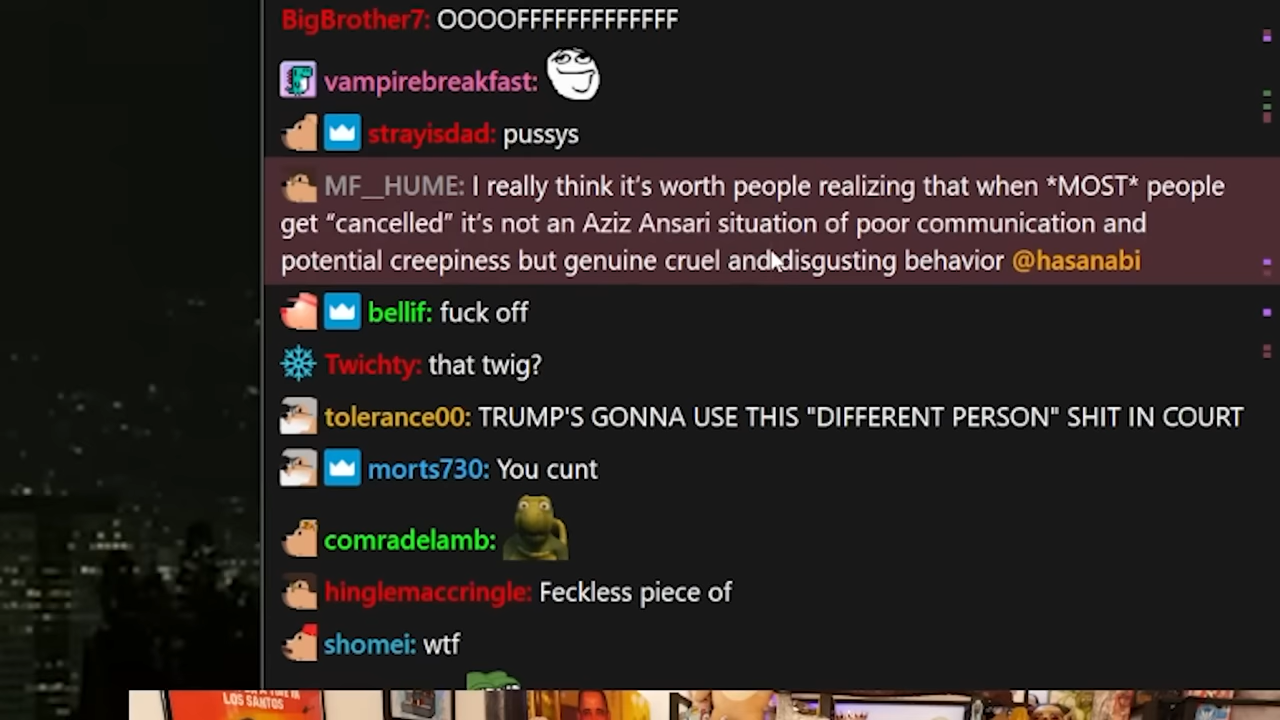 BigBrother7: OOOOFFFFFFFFFFFFF
vampirebreakfast:
strayisdad: pussys
MF__HUME: I really think it’s worth people realizing that when *MOST* people
get “cancelled” it’s not an Aziz Ansari situation of poor communication and
potential creepiness but genuine cruel and disgusting behavior @hasanabi
bellif: fuck off
Twichty: that twig?
tolerance00: TRUMP'S GONNA USE THIS "DIFFERENT PERSON" SHIT IN COURT
morts730: You cunt
comradelamb:
hinglemaccringle: Feckless piece of
shomei: wtf
LOS SANTOS